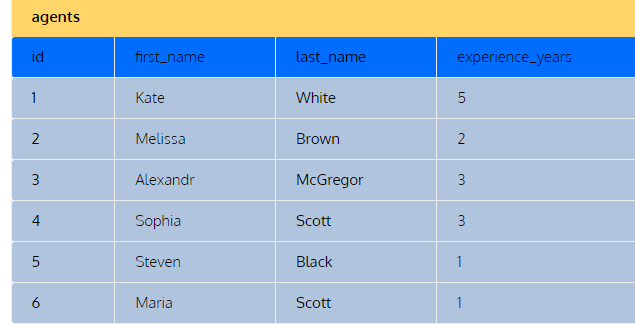 agents
id first_name last_name experience_years
1 Kate White 5
2 Melissa Brown 2
3 Alexandr McGregor 3
4 Sophia Scott 3
5 Steven Black 1
6 Maria Scott 1